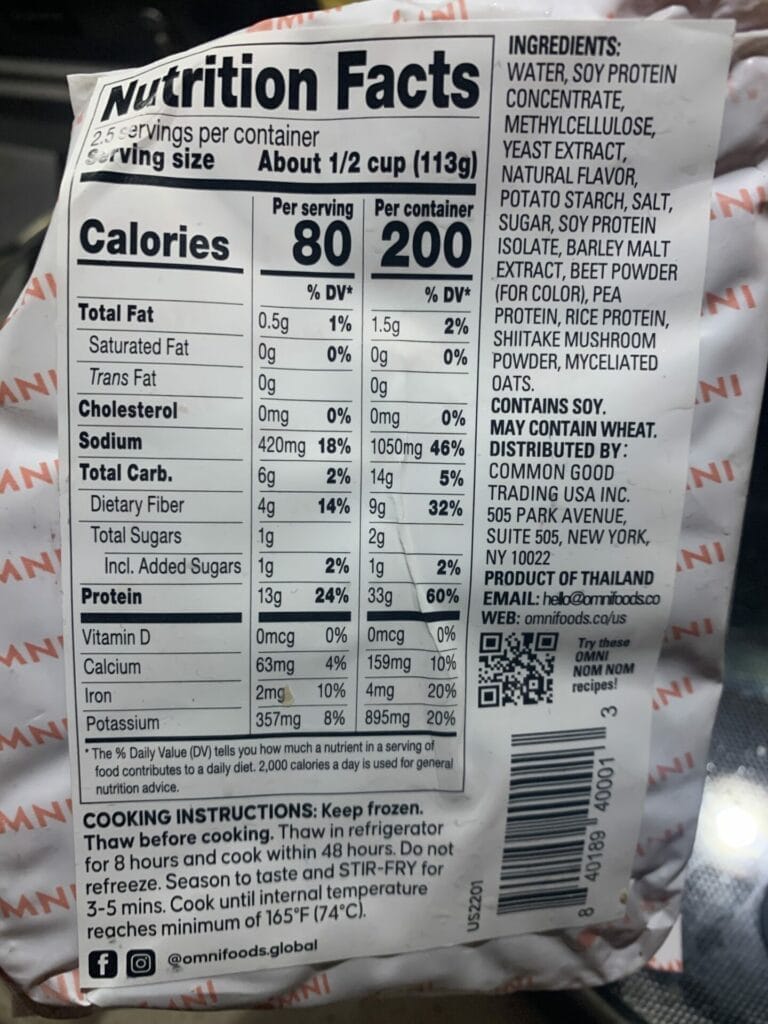 Nutrition Facts
2.5 servings per container
Serving size About 1/2 cup (113g)
Per serving Per container
Calories 80 200
% DV* % DV*
Total Fat 0.5g 1% 1.5g 2%
Saturated Fat 0g 0% 0g 0%
Trans Fat 0g 0g
Cholesterol 0mg 0% 0mg 0%
Sodium 420mg 18% 1050mg 46%
Total Carb. 6g 2% 14g 5%
Dietary Fiber 4g 14% 9g 32%
Total Sugars 1g 2g
Incl. Added Sugars 1g 2% 1g 2%
Protein 13g 24% 33g 60%
Vitamin D 0mcg 0% 0mcg 0%
Calcium 63mg 4% 159mg 10%
Iron 2mg 10% 4mg 20%
Potassium 357mg 8% 895mg 20%
* The % Daily Value (DV) tells you how much a nutrient in a serving of
food contributes to a daily diet. 2,000 calories a day is used for general
nutrition advice.
COOKING INSTRUCTIONS: Keep frozen.
Thaw before cooking. Thaw in refrigerator
for 8 hours and cook within 48 hours. Do not
refreeze. Season to taste and STIR-FRY for
3-5 mins. Cook until internal temperature
reaches minimum of 165°F (74°C).
@omnifoods.global
INGREDIENTS:
WATER, SOY PROTEIN
CONCENTRATE,
METHYLCELLULOSE,
YEAST EXTRACT,
NATURAL FLAVOR,
POTATO STARCH, SALT,
SUGAR, SOY PROTEIN
ISOLATE, BARLEY MALT
EXTRACT, BEET POWDER
(FOR COLOR), PEA
PROTEIN, RICE PROTEIN,
SHIITAKE MUSHROOM
POWDER, MYCELIATED
OATS.
CONTAINS SOY.
MAY CONTAIN WHEAT.
DISTRIBUTED BY:
COMMON GOOD
TRADING USA INC.
505 PARK AVENUE,
SUITE 505, NEW YORK,
NY 10022
PRODUCT OF THAILAND
EMAIL: hello@omnifoods.co
WEB: omnifoods.co/us
Try these
OMNI
NOM NOM
recipes!
US2201
8 40189 40001 3